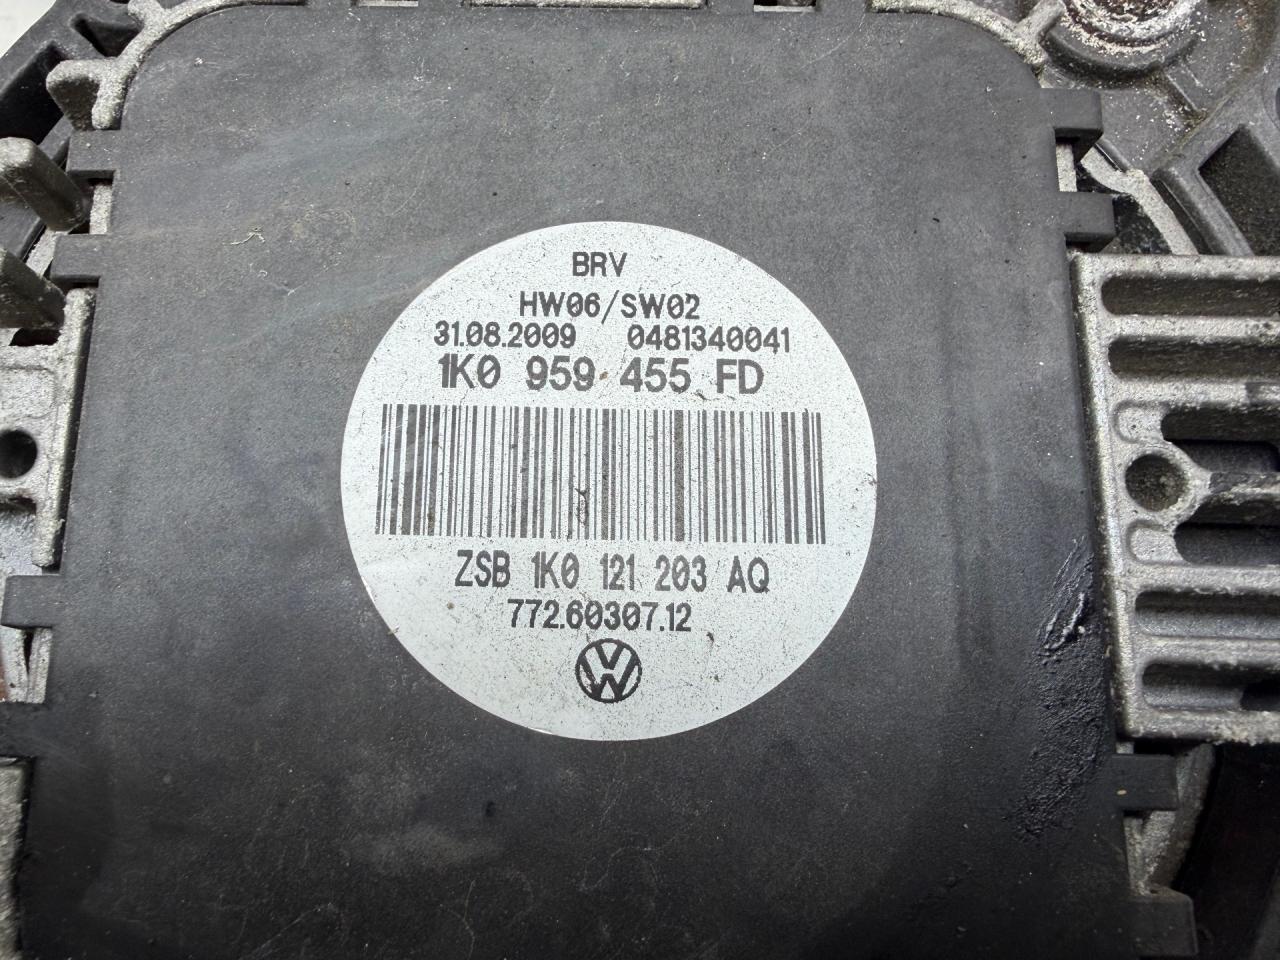 BRV
HW06/SW02
31.08.2009 0481340041
1K0 959 455 FD
ZSB 1K0 121 203 AQ
772.60307.12